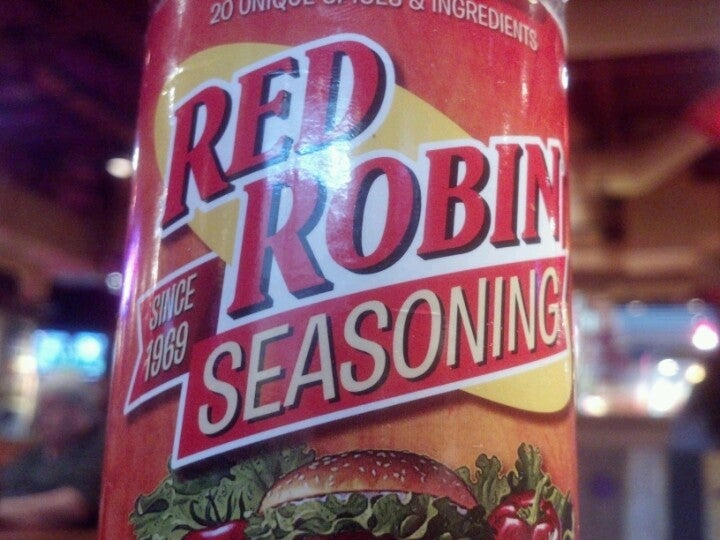 20 UNIQUE SPICES & INGREDIENTS
RED
ROBIN
SINCE
1969
SEASONING